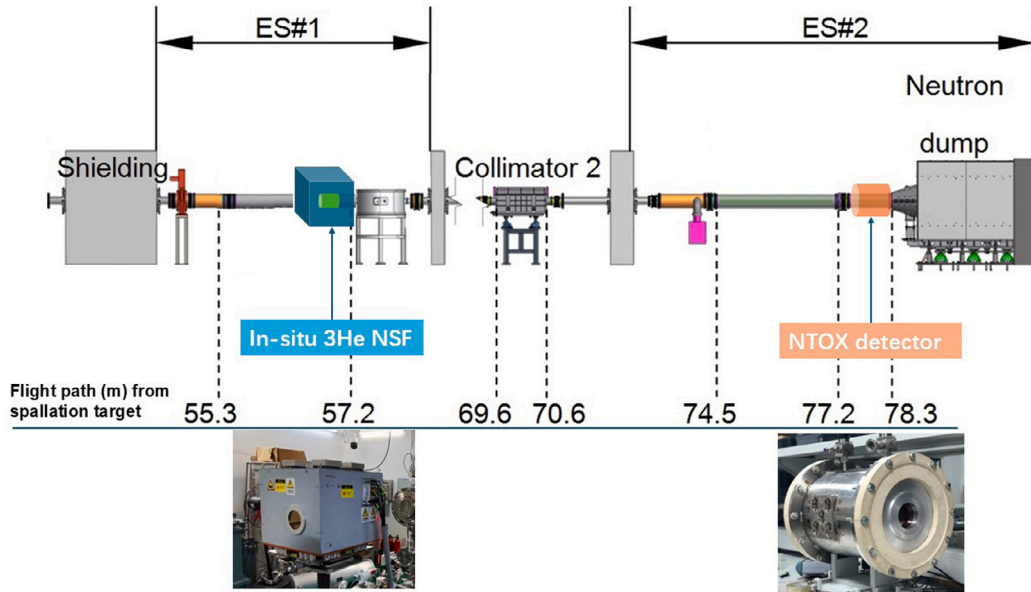 ES#1
ES#2
Neutron
dump
Shielding
Collimator 2
In-situ 3He NSF
NTOX detector
Flight path (m) from
spallation target
55.3
57.2
69.6
70.6
74.5
77.2
78.3